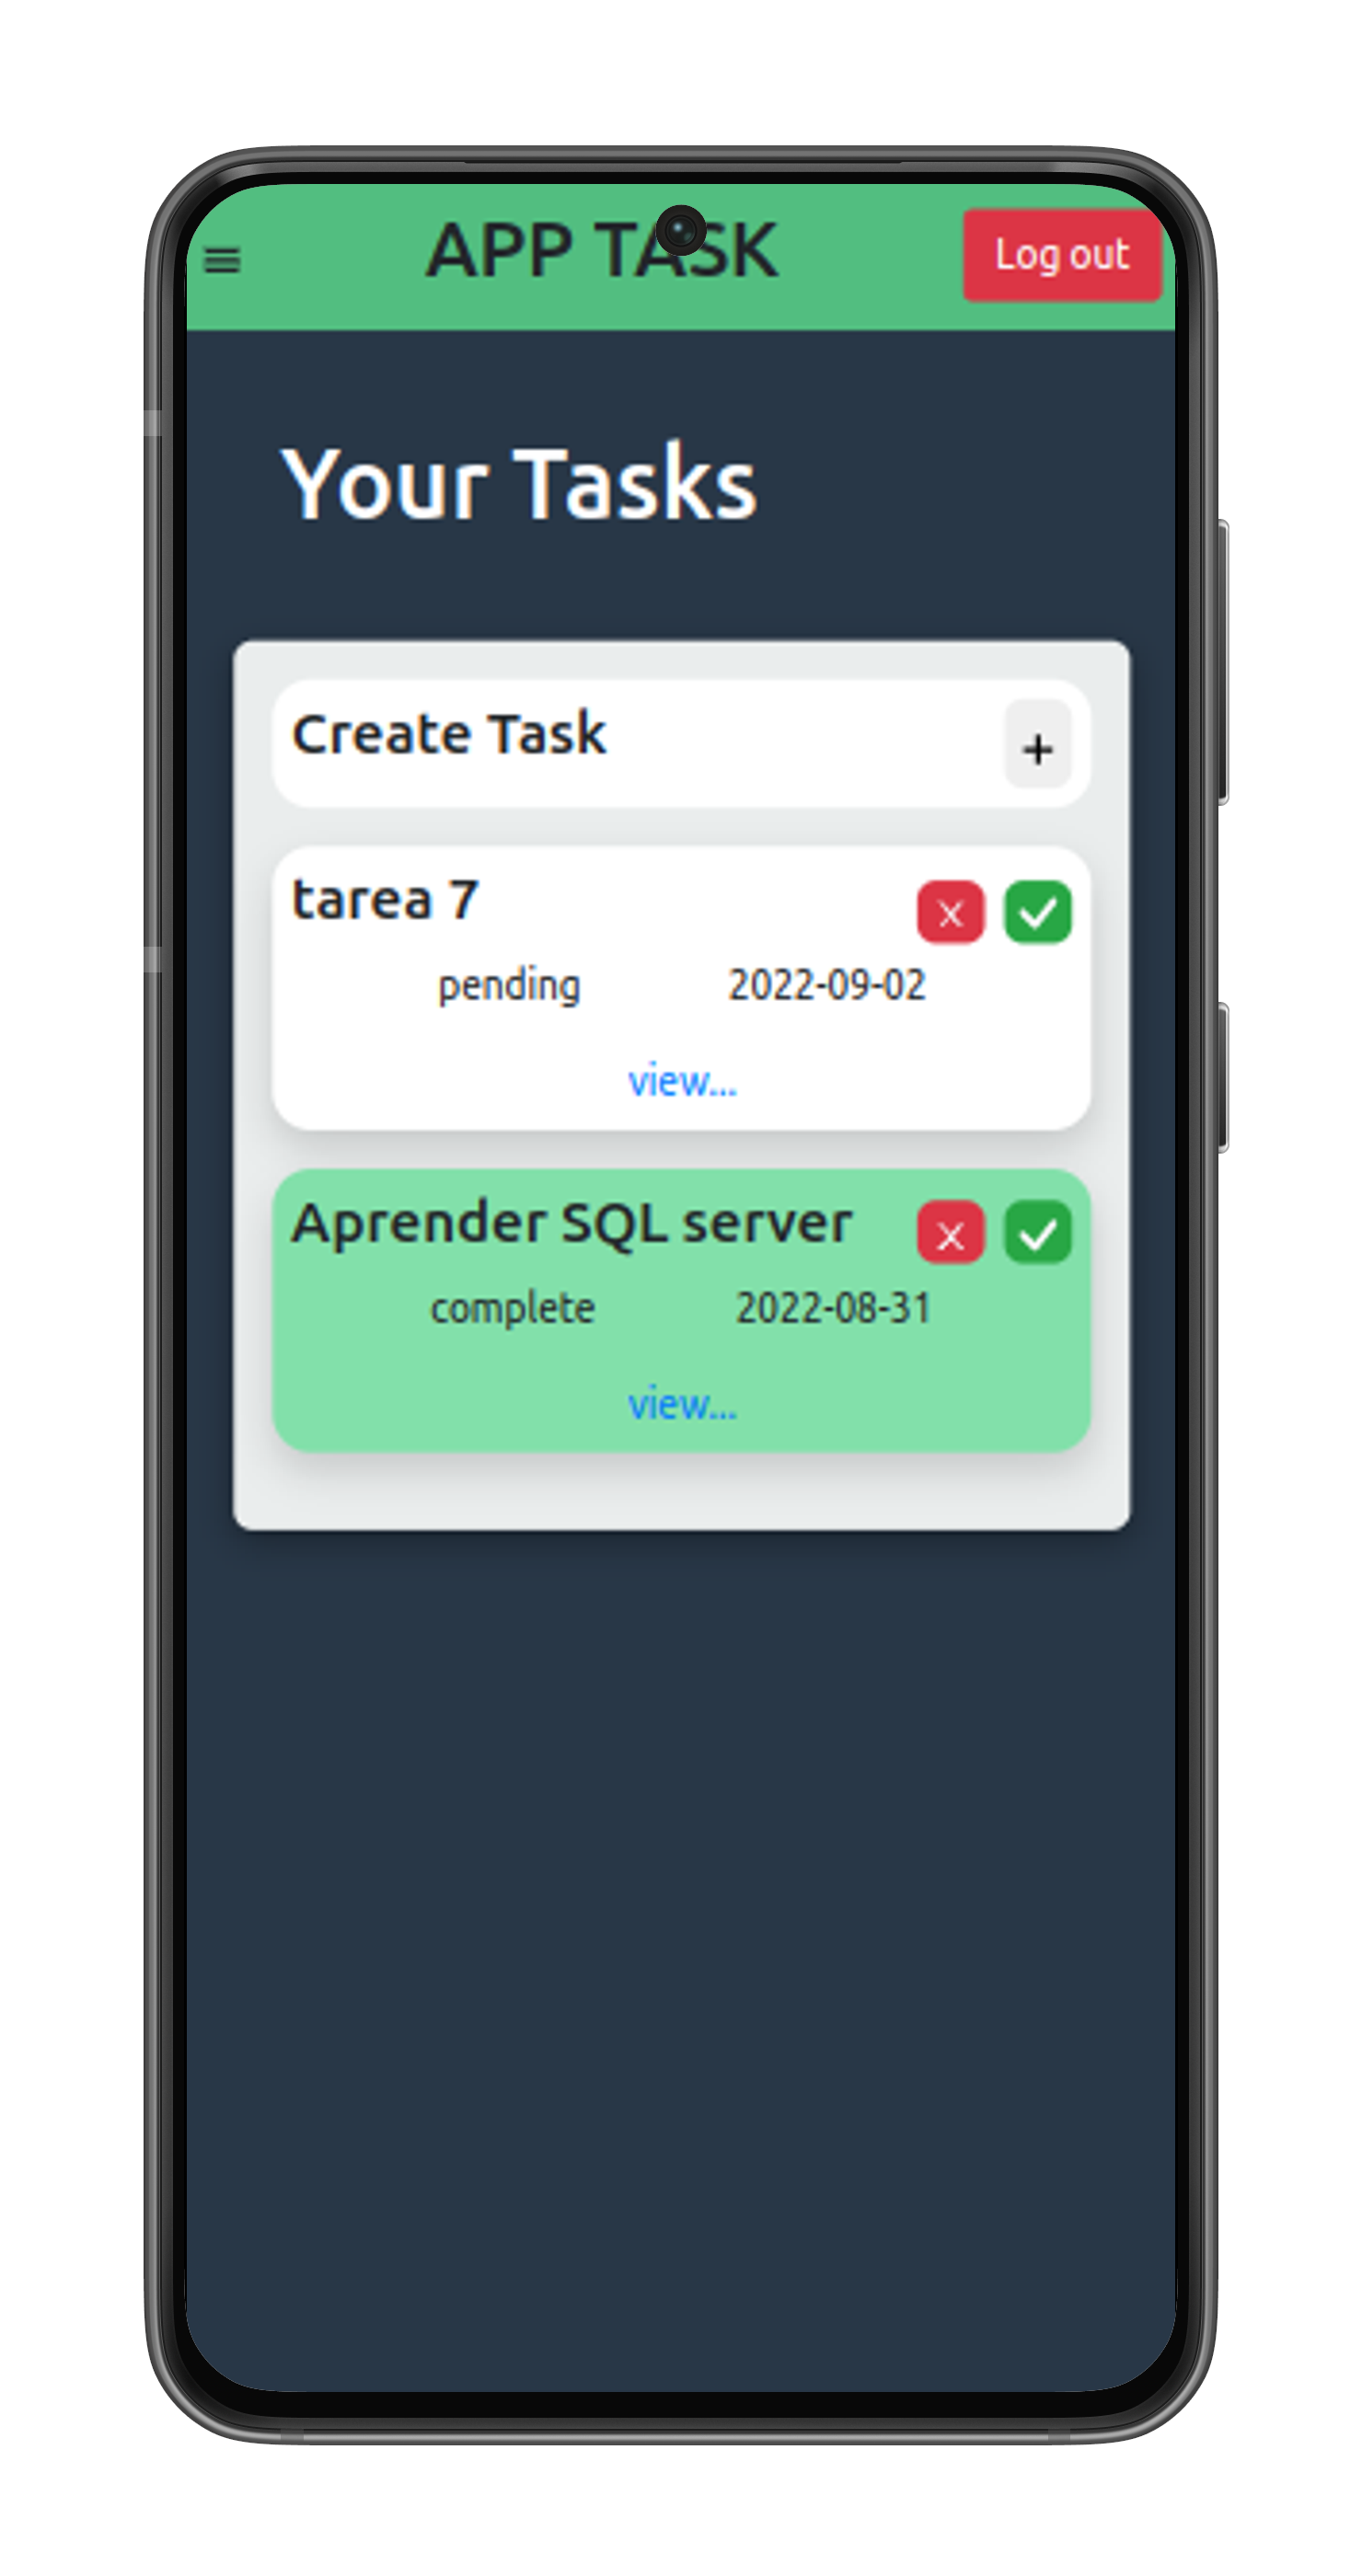 APP TASK
Log out
Your Tasks
Create Task
+
tarea 7
pending 2022-09-02
view...
Aprender SQL server
complete 2022-08-31
view...